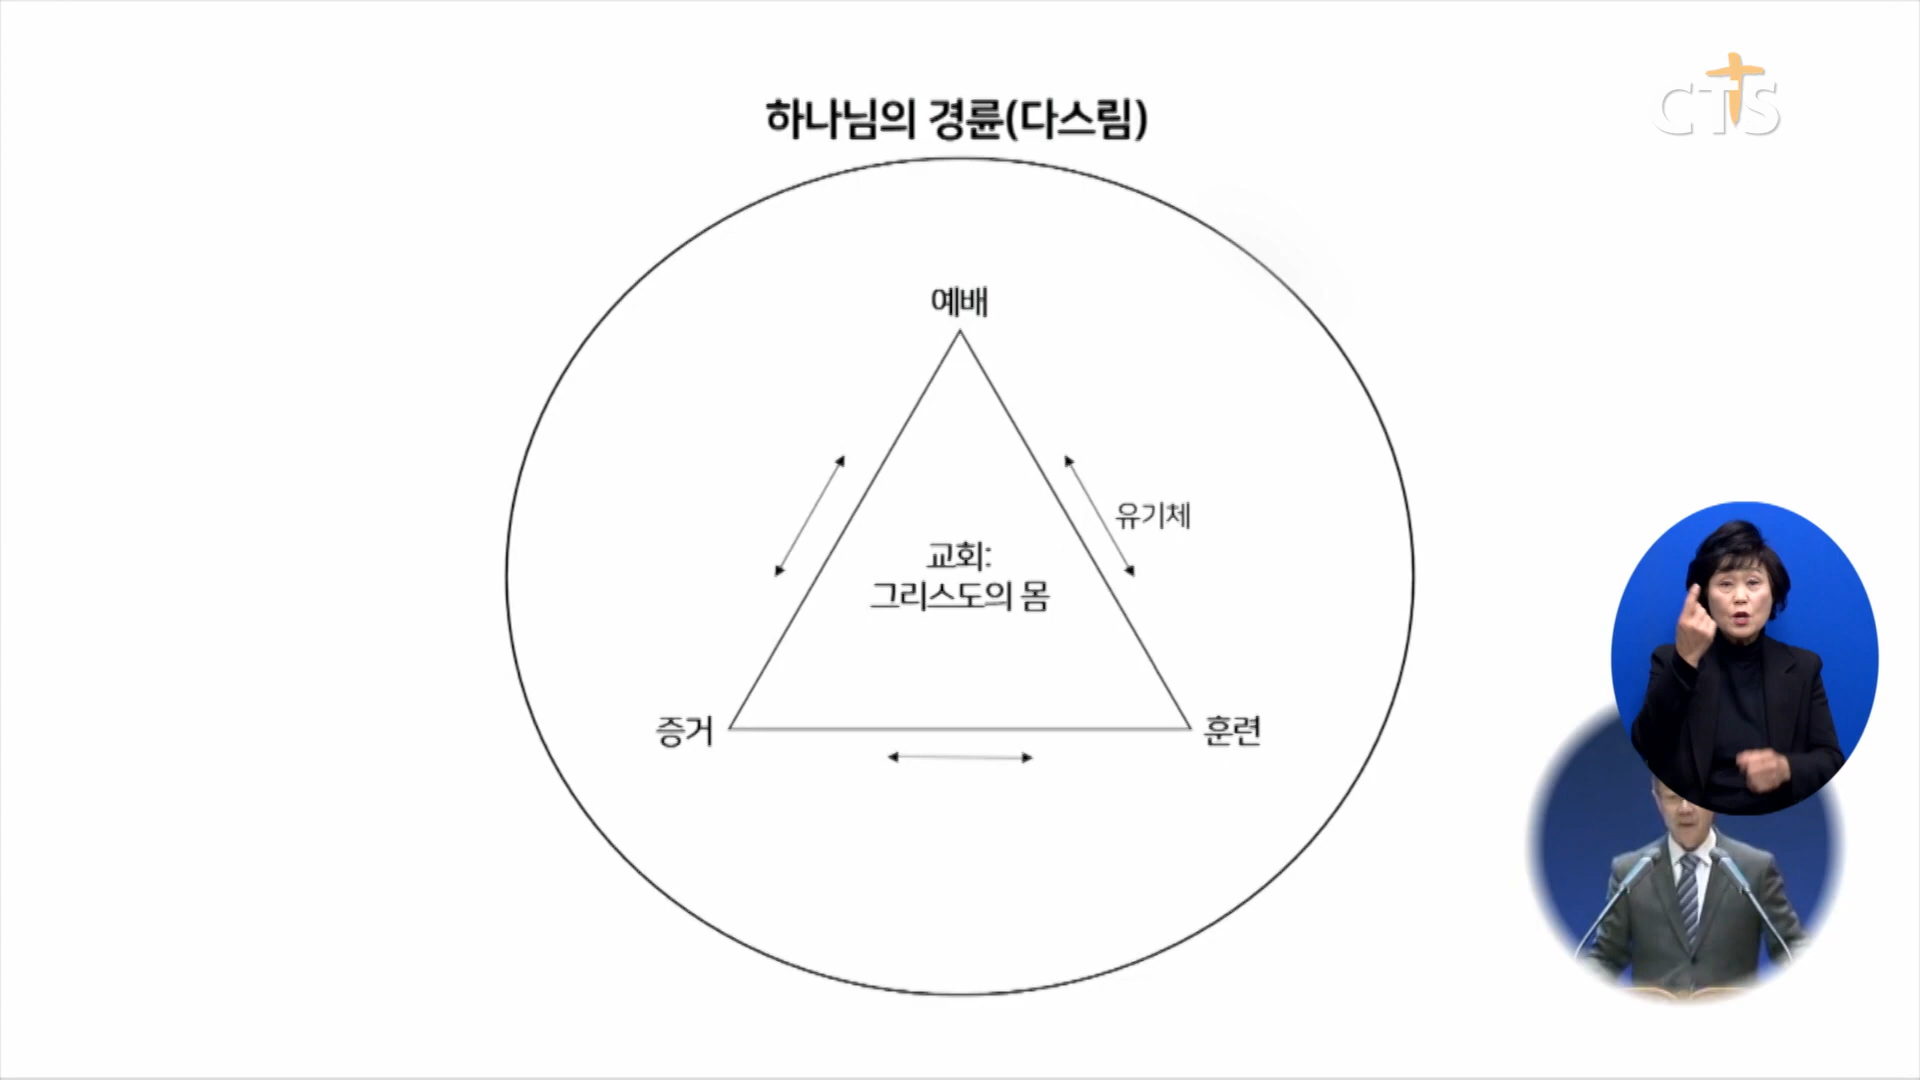 CTS
하나님의 경륜(다스림)
예배
유기체
교회:
그리스도의 몸
증거
훈련